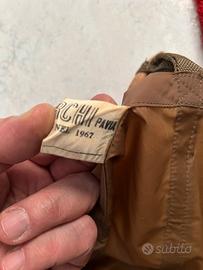 RCHI PAVIA
NEL 1967
subito